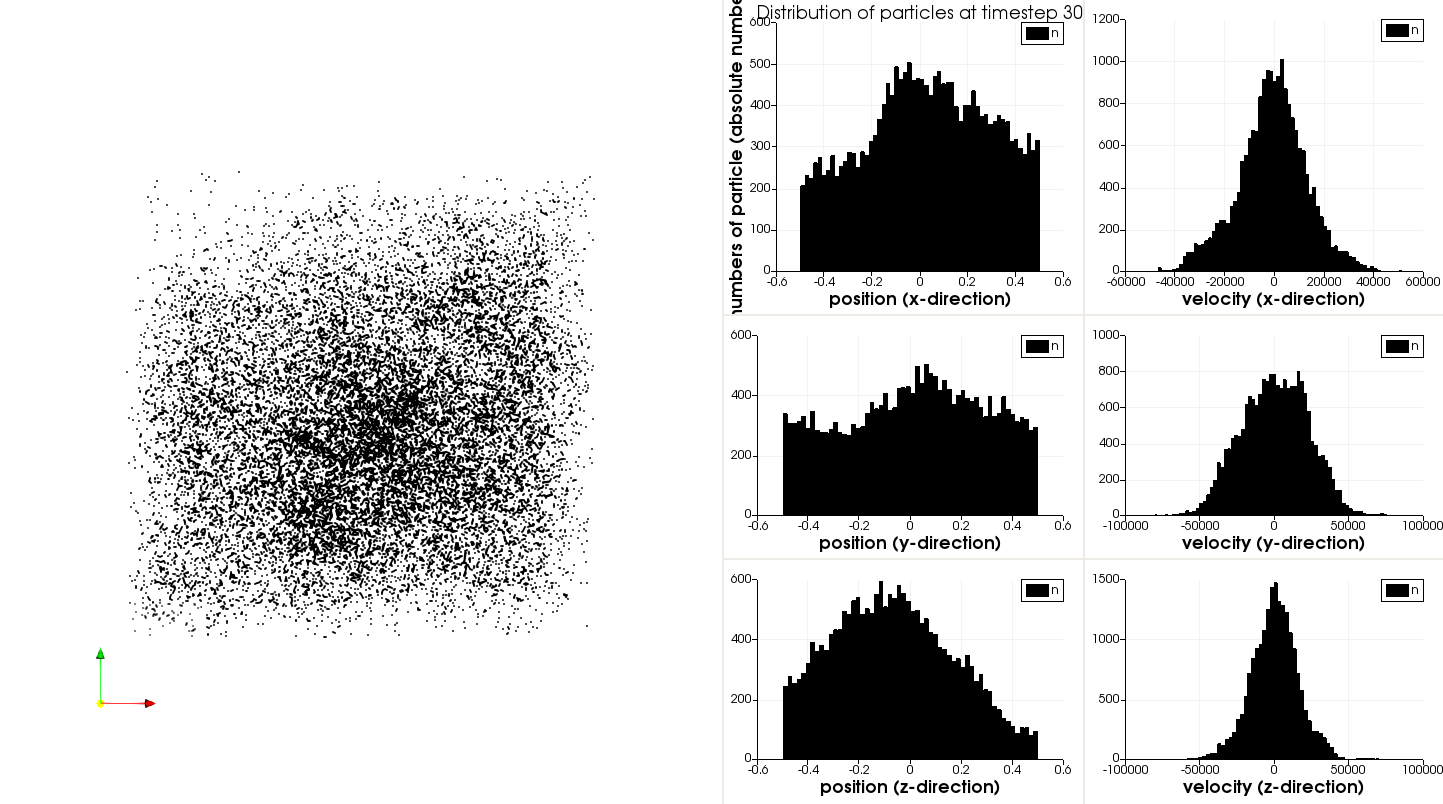 Distribution of particles at timestep 30
numbers of particle (absolute numbe
600
500
400
300
200
100
0
-0.6 -0.4 -0.2 0 0.2 0.4 0.6
position (x-direction)
n
1200
1000
800
600
400
200
0
-60000 -40000 -20000 0 20000 40000 60000
velocity (x-direction)
n
600
400
200
0
-0.6 -0.4 -0.2 0 0.2 0.4 0.6
position (y-direction)
n
1000
800
600
400
200
0
-100000 -50000 0 50000 100000
velocity (y-direction)
n
600
400
200
0
-0.6 -0.4 -0.2 0 0.2 0.4 0.6
position (z-direction)
n
1500
1000
500
0
-100000 -50000 0 50000 100000
velocity (z-direction)
n